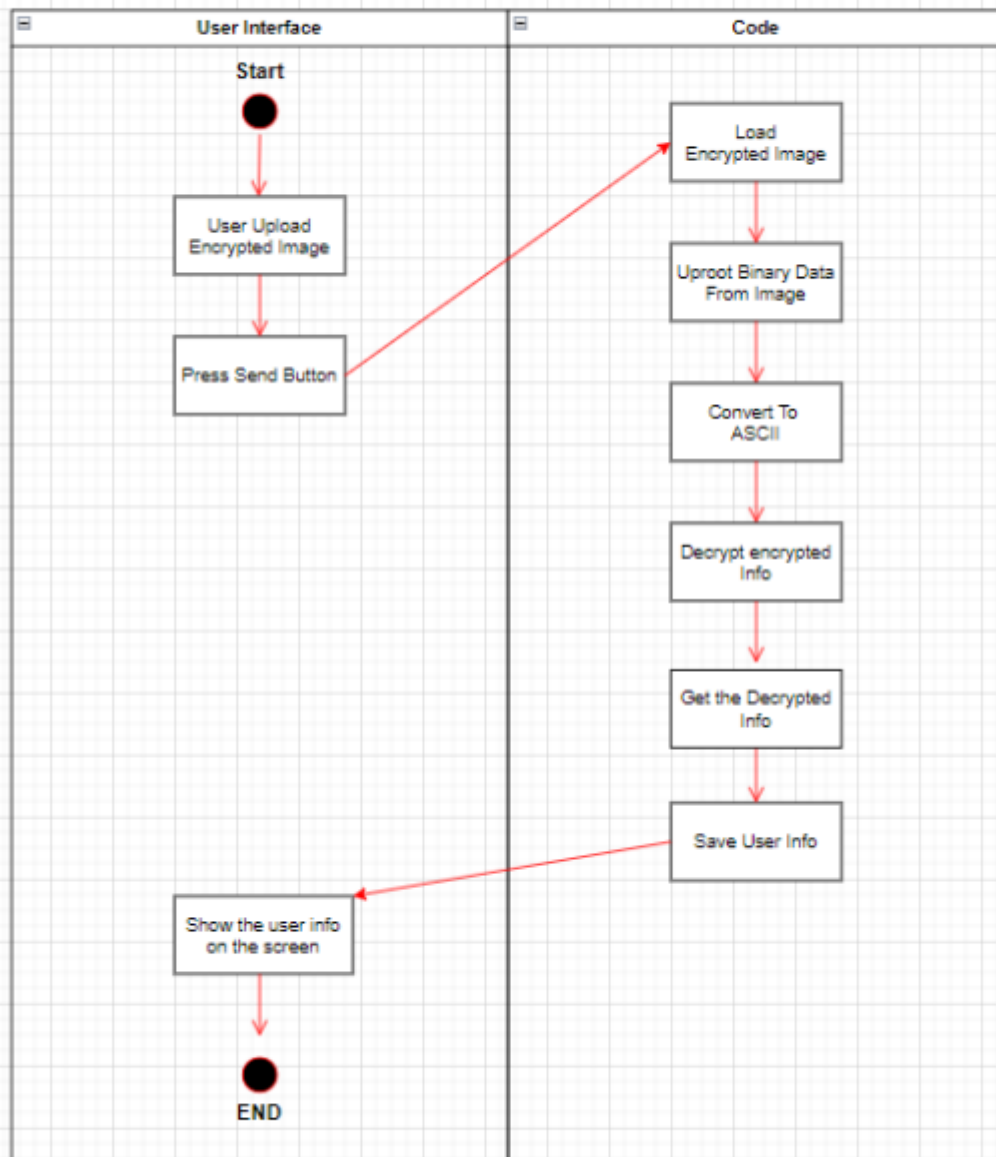 User Interface
Code
Start
User Upload
Encrypted Image
Press Send Button
Load
Encrypted Image
Uproot Binary Data
From Image
Convert To
ASCII
Decrypt encrypted
Info
Get the Decrypted
Info
Save User Info
Show the user info
on the screen
END